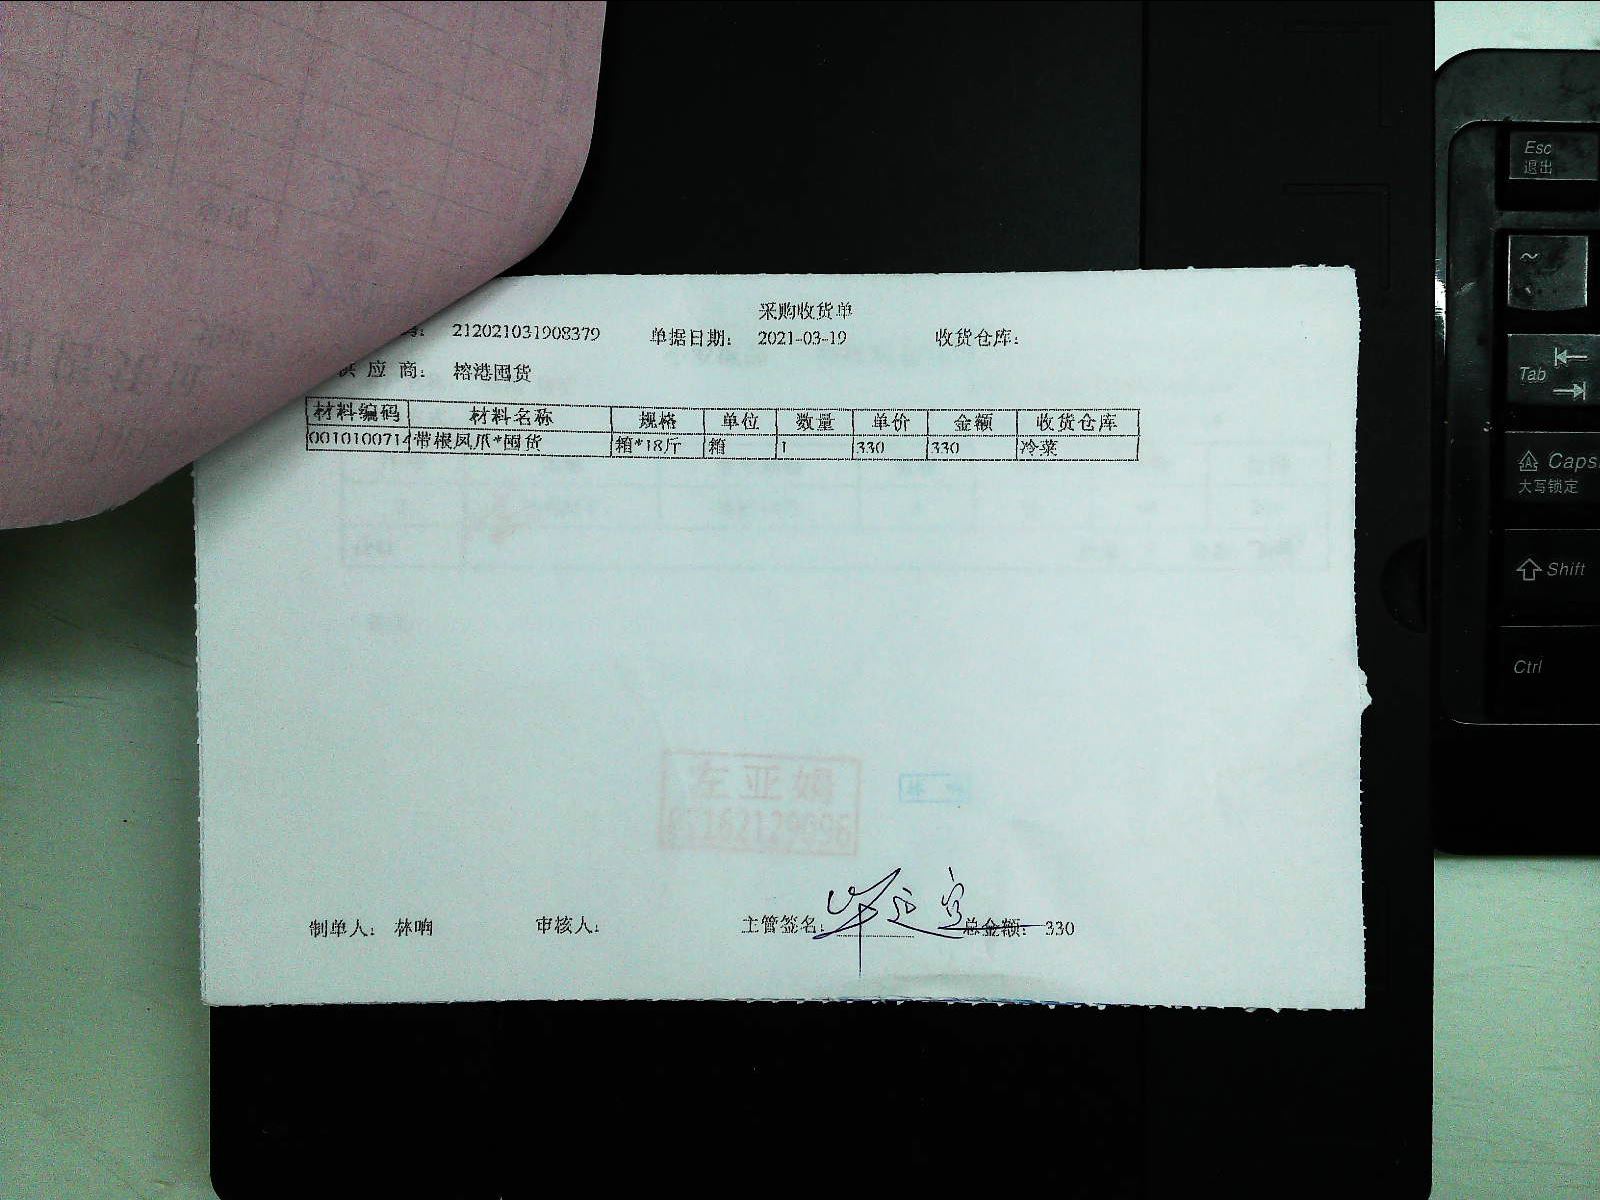 采购收货单
号： 212021031908379 单据日期： 2021-03-19 收货仓库：
供 应 商： 榕港囤货
材料编码 材料名称 规格 单位 数量 单价 金额 收货仓库
0010100714 带根凤爪*囤货 箱*18斤 箱 1 330 330 冷菜
左亚娟
制单人： 林响 审核人： 主管签名： 总金额： 330
Esc
退出
~
Tab
Caps
大写锁定
Shift
Ctrl